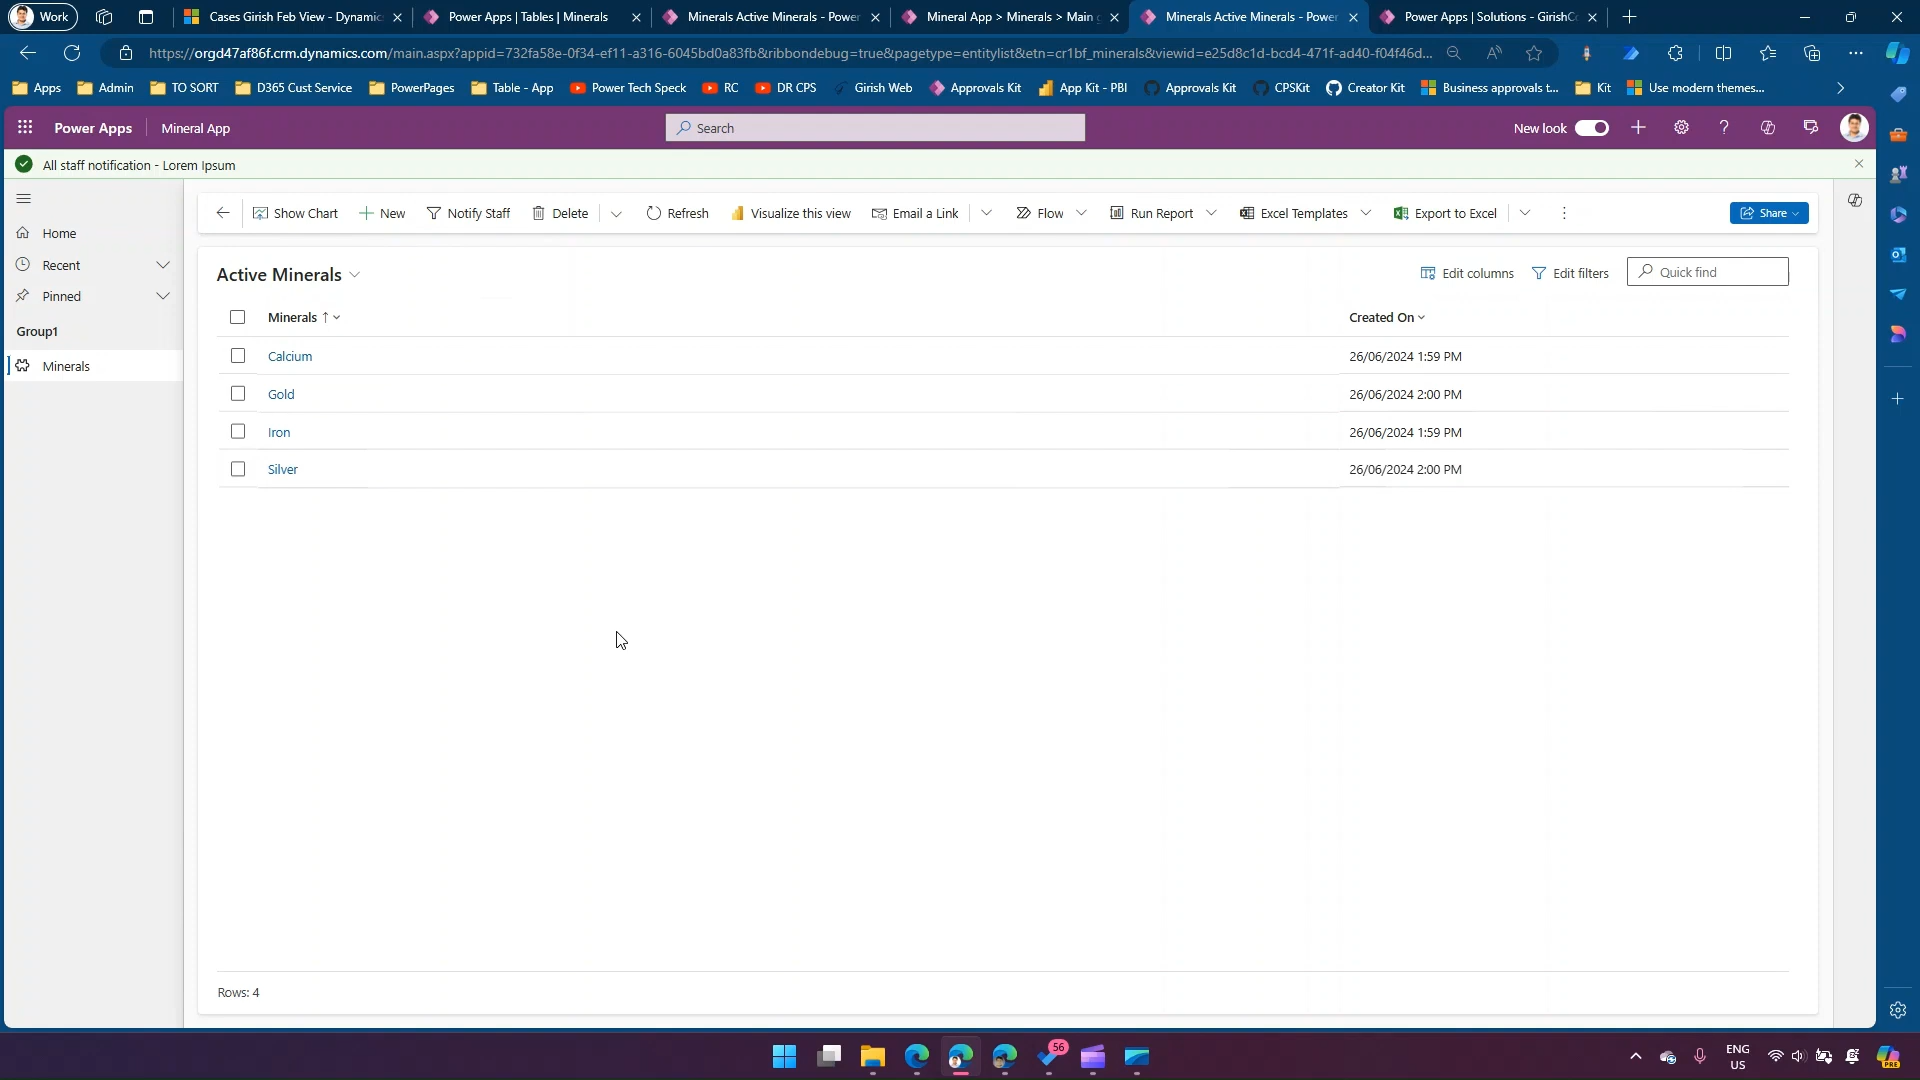 Work
Cases Girish Feb View - Dynamic
Power Apps | Tables | Minerals
Minerals Active Minerals - Power
Mineral App > Minerals > Main
Minerals Active Minerals - Power
Power Apps | Solutions - GirishCo
https://orgd47af86f.crm.dynamics.com/main.aspx?appid=732fa58e-0f34-ef11-a316-6045bd0a83fb&ribbondebug=true&pagetype=entitylist&etn=cr1bf_minerals&viewid=e25d8c1d-bcd4-471f-ad40-f04f46d...
Apps
Admin
TO SORT
D365 Cust Service
PowerPages
Table - App
Power Tech Speck
RC
DR CPS
Girish Web
Approvals Kit
App Kit - PBI
Approvals Kit
CPSKit
Creator Kit
Business approvals t...
Kit
Use modern themes...
Power Apps
Mineral App
Search
New look
All staff notification - Lorem Ipsum
Show Chart
New
Notify Staff
Delete
Refresh
Visualize this view
Email a Link
Flow
Run Report
Excel Templates
Export to Excel
Share
Home
Recent
Pinned
Group1
Minerals
Active Minerals
Edit columns
Edit filters
Quick find
Minerals
Created On
Calcium
26/06/2024 1:59 PM
Gold
26/06/2024 2:00 PM
Iron
26/06/2024 1:59 PM
Silver
26/06/2024 2:00 PM
Rows: 4
56
ENG
US
PRE